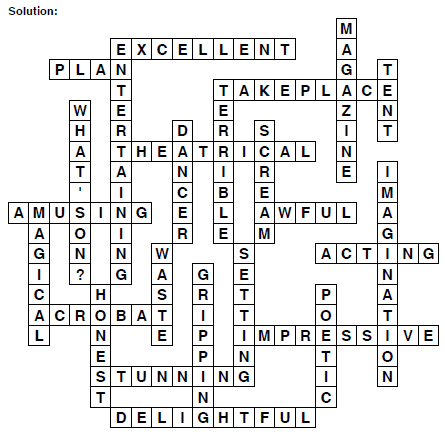 Solution:
MAGAZINE
EXCELLENT
ENTERTAINING
PLAN
TENT
TAKEPLACE
TERRIBLE
WHAT'SON?
DANCER
SCREAM
THEATRICAL
IMAGINATION
AMUSING
MAGICAL
AWFUL
WASTE
SETTING
ACTING
GRIPPING
HONEST
POETIC
ACROBAT
IMPRESSIVE
STUNNING
DELIGHTFUL